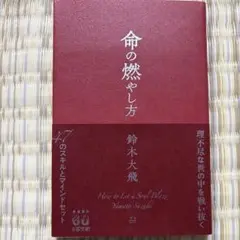 命の燃やし方
鈴木大飛
理不尽な世の中を戦い抜く
47のスキルとマインドセット
How to Let a Soul Blaze